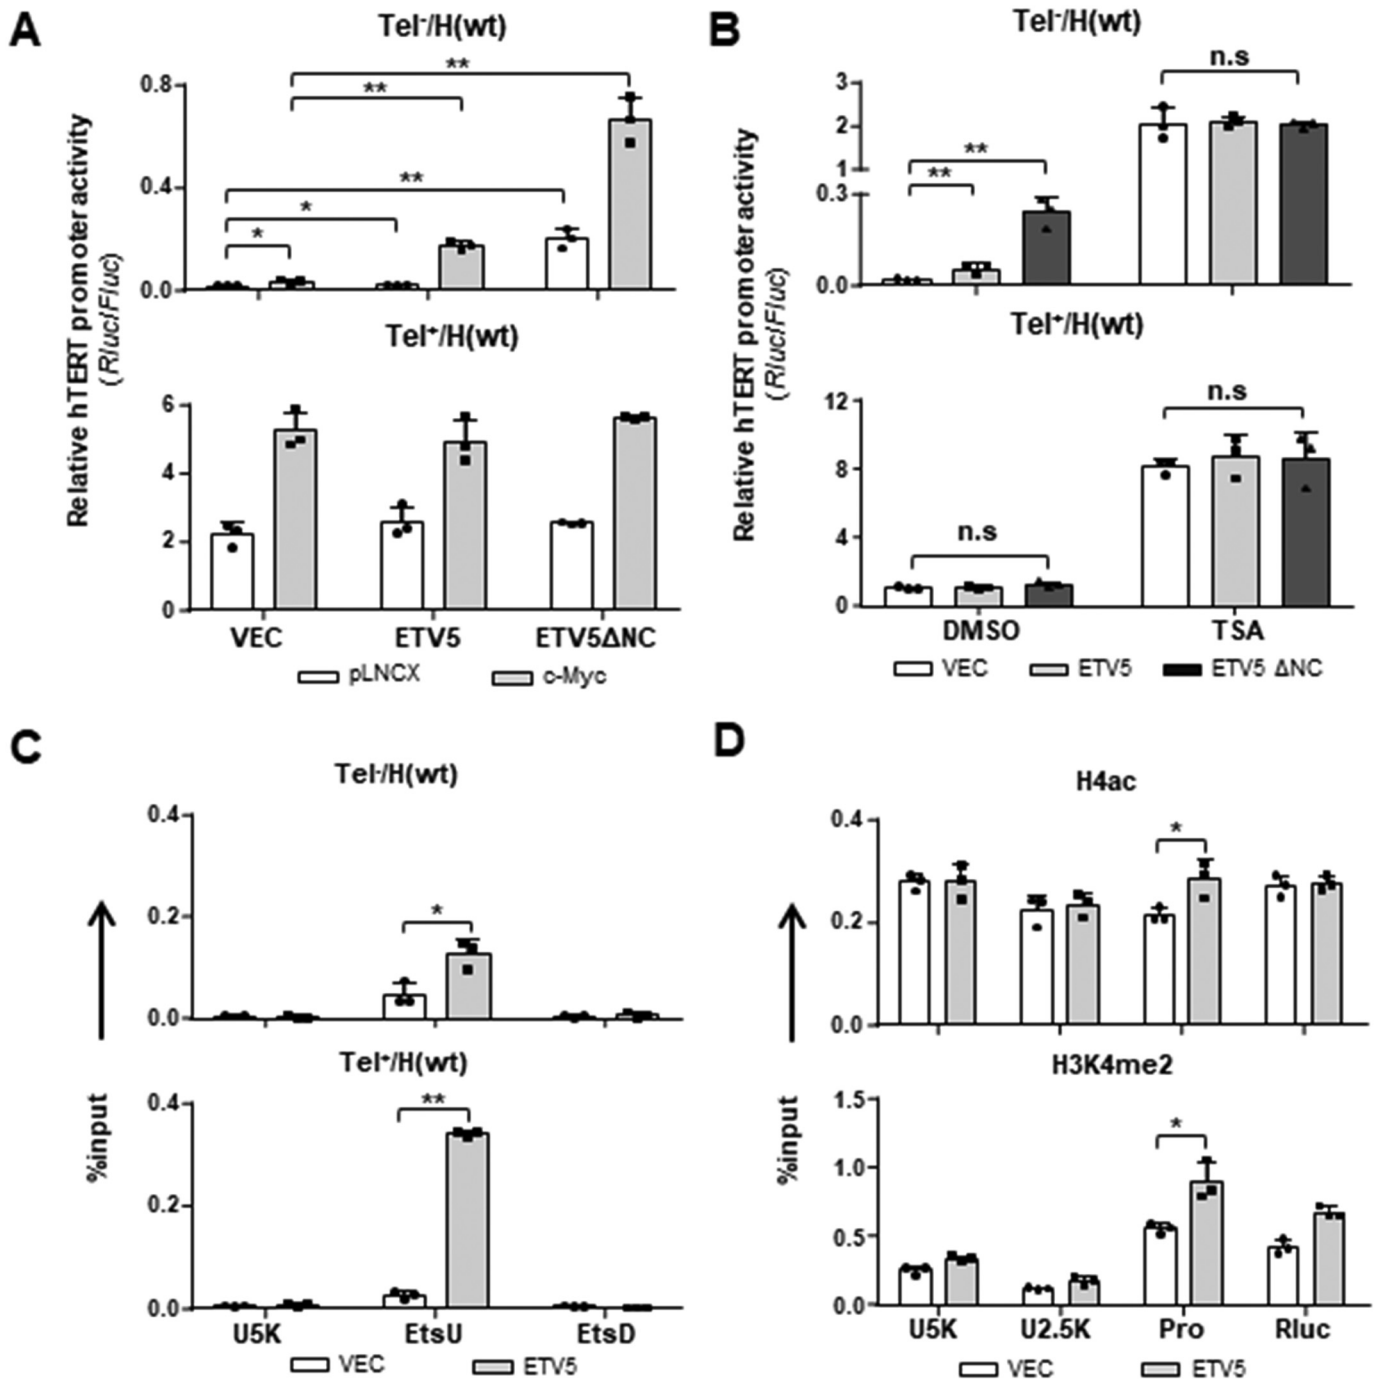 A
Tel-/H(wt)
Relative hTERT promoter activity
(Rluc/Fluc)
**
**
**
*
*
0.8
0.4
0.0
Tel+/H(wt)
6
4
2
0
VEC ETV5 ETV5ΔNC
pLNCX c-Myc
B
Tel-/H(wt)
Relative hTERT promoter activity
(Rluc/Fluc)
n.s
**
**
3
2
1
0.3
0.0
Tel+/H(wt)
n.s
n.s
12
8
4
0
DMSO TSA
VEC ETV5 ETV5 ΔNC
C
Tel-/H(wt)
%input
*
0.4
0.2
0.0
Tel+/H(wt)
**
0.4
0.2
0.0
U5K EtsU EtsD
VEC ETV5
D
H4ac
%input
*
0.4
0.2
0.0
H3K4me2
*
1.5
1.0
0.5
0.0
U5K U2.5K Pro Rluc
VEC ETV5